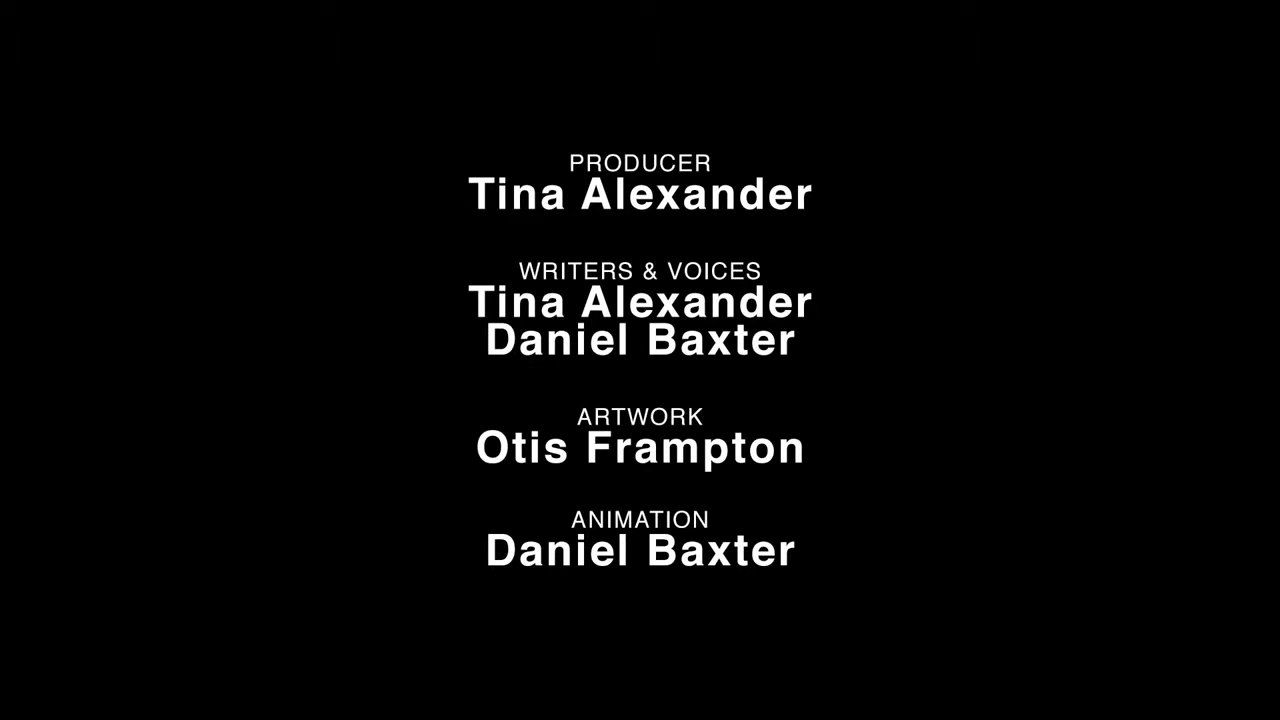 PRODUCER
Tina Alexander
WRITERS & VOICES
Tina Alexander
Daniel Baxter
ARTWORK
Otis Frampton
ANIMATION
Daniel Baxter